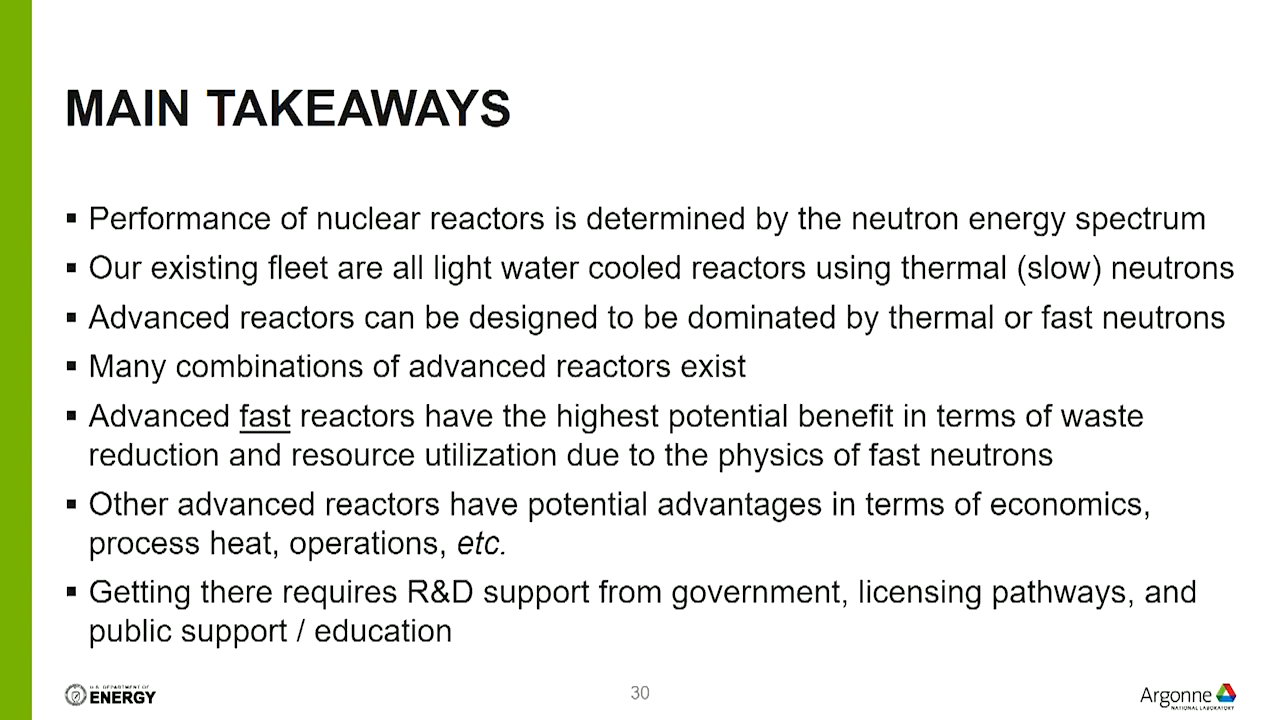 MAIN TAKEAWAYS
▪ Performance of nuclear reactors is determined by the neutron energy spectrum
▪ Our existing fleet are all light water cooled reactors using thermal (slow) neutrons
▪ Advanced reactors can be designed to be dominated by thermal or fast neutrons
▪ Many combinations of advanced reactors exist
▪ Advanced fast reactors have the highest potential benefit in terms of waste
reduction and resource utilization due to the physics of fast neutrons
▪ Other advanced reactors have potential advantages in terms of economics,
process heat, operations, etc.
▪ Getting there requires R&D support from government, licensing pathways, and
public support / education
U.S. DEPARTMENT OF
ENERGY
30
Argonne
NATIONAL LABORATORY